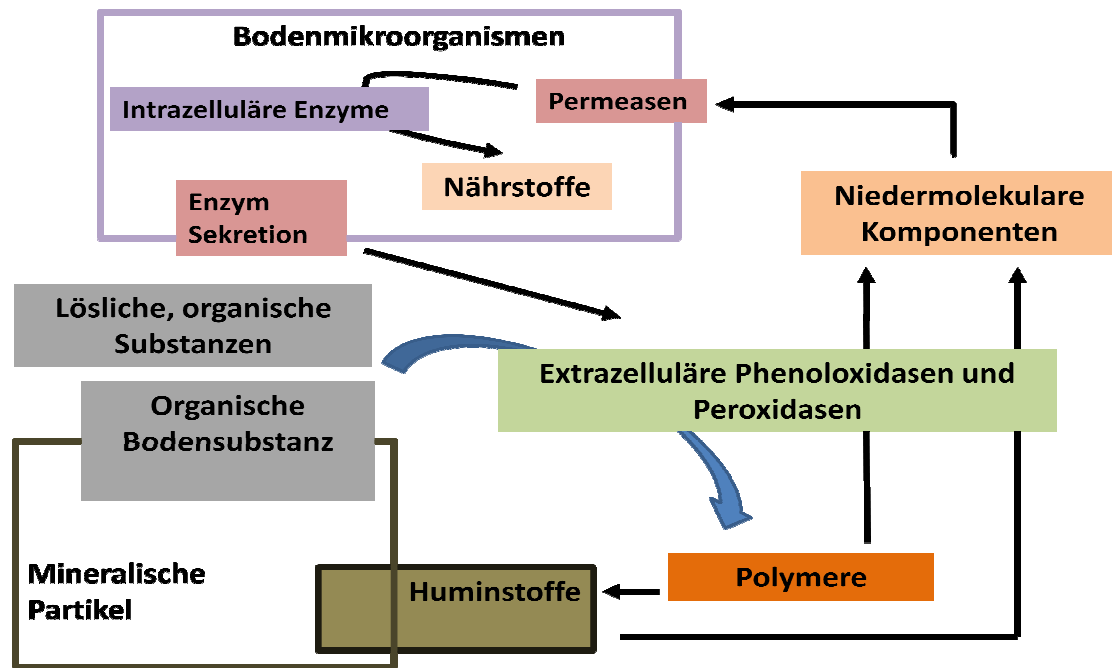 Bodenmikroorganismen
Intrazelluläre Enzyme
Permeasen
Nährstoffe
Enzym
Sekretion
Niedermolekulare
Komponenten
Lösliche, organische
Substanzen
Extrazelluläre Phenoloxidasen und
Peroxidasen
Organische
Bodensubstanz
Mineralische
Partikel
Huminstoffe
Polymere